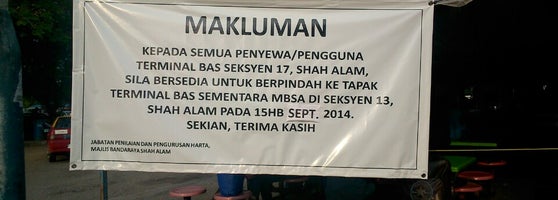 MAKLUMAN
KEPADA SEMUA PENYEWA/PENGGUNA
TERMINAL BAS SEKSYEN 17, SHAH ALAM,
SILA BERSEDIA UNTUK BERPINDAH KE TAPAK
TERMINAL BAS SEMENTARA MBSA DI SEKSYEN 13,
SHAH ALAM PADA 15HB SEPT. 2014.
SEKIAN, TERIMA KASIH
JABATAN PENILAIAN DAN PENGURUSAN HARTA,
MAJLIS BANDARAYA SHAH ALAM